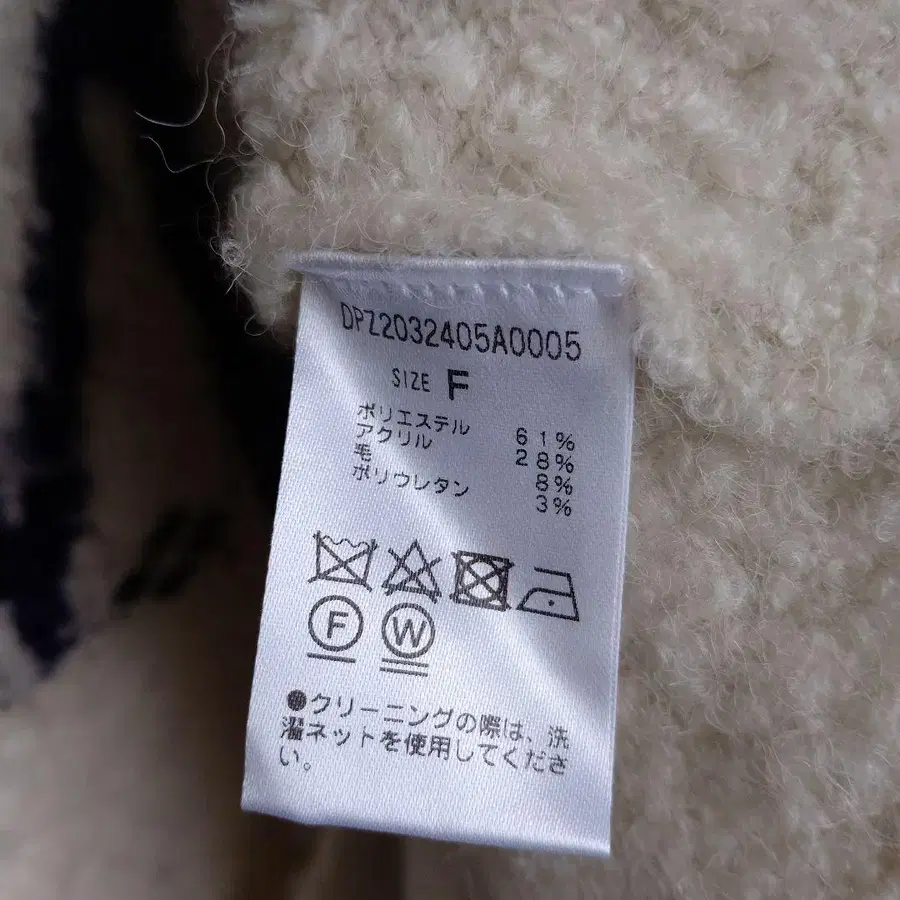 DPZ2032405A0005
SIZE F
ポリエステル 61%
アクリル 28%
毛 8%
ポリウレタン 3%
F W
●クリーニングの際は、洗
濯ネットを使用してくださ
い。